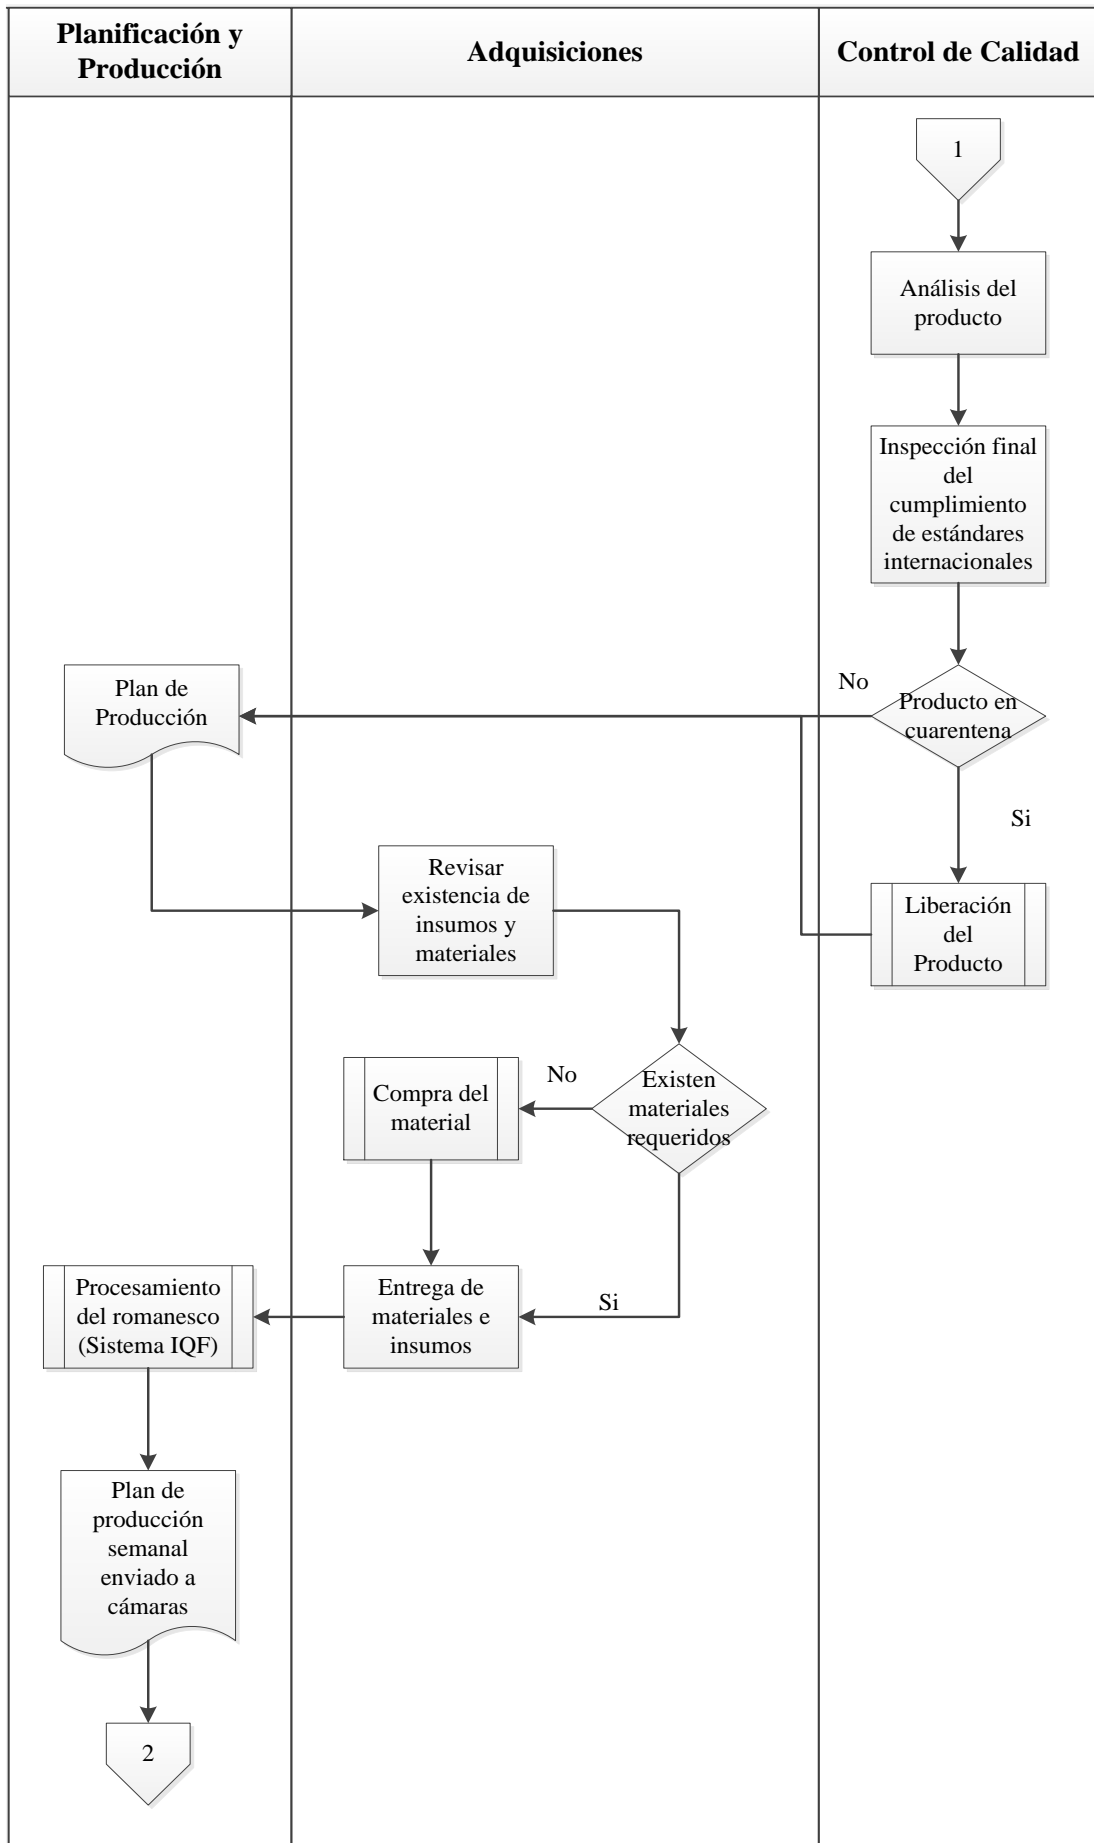 Planificación y
Producción
Adquisiciones
Control de Calidad
1
Análisis del
producto
Inspección final
del
cumplimiento
de estándares
internacionales
No
Producto en
cuarentena
Plan de
Producción
Si
Revisar
existencia de
insumos y
materiales
Liberación
del
Producto
No
Existen
materiales
requeridos
Compra del
material
Si
Entrega de
materiales e
insumos
Procesamiento
del romanesco
(Sistema IQF)
Plan de
producción
semanal
enviado a
cámaras
2